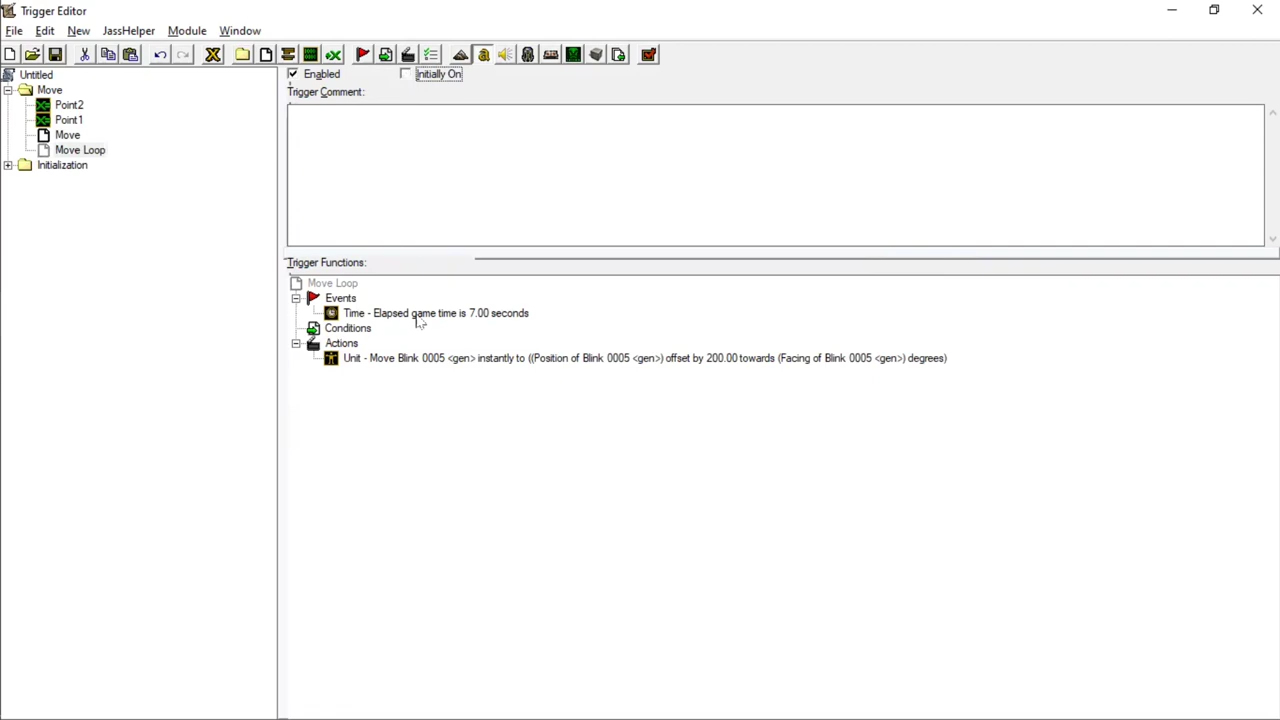 Trigger Editor
File Edit New JassHelper Module Window
Untitled
Move
Point2
Point1
Move
Move Loop
Initialization
Enabled
Initially On
Trigger Comment:
Trigger Functions:
Move Loop
Events
Time - Elapsed game time is 7.00 seconds
Conditions
Actions
Unit - Move Blink 0005 <gen> instantly to ((Position of Blink 0005 <gen>) offset by 200.00 towards (Facing of Blink 0005 <gen>) degrees)